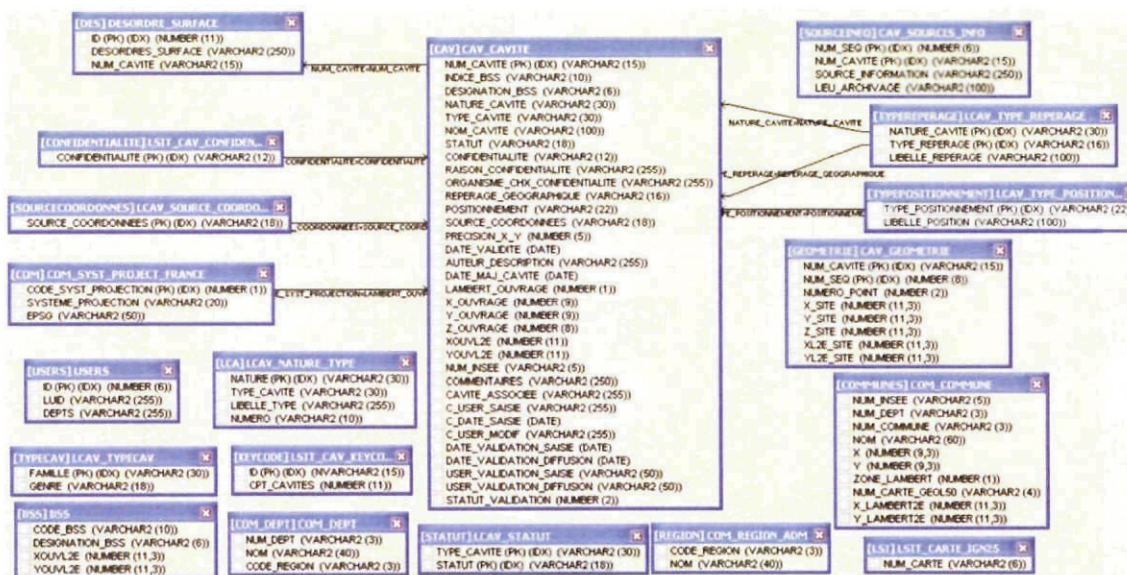 [DES] DESORDRE_SURFACE
ID (PK) (IDX) (NUMBER (11))
DESORDRES_SURFACE (VARCHAR2 (250))
NUM_CAVITE (VARCHAR2 (15))
NUM_CAVITE=NUM_CAVITE
[CONFIDENTIALITE] LSIT_CAV_CONFIDEN...
CONFIDENTIALITE (PK) (IDX) (VARCHAR2 (12))
CONFIDENTIALITE=CONFIDENTIALITE
[SOURCECOORDONNES] LCAV_SOURCE_COORDO...
SOURCE_COORDONNEES (PK) (IDX) (VARCHAR2 (18))
_COORDONNEES=SOURCE_COORD
[COM] COM_SYST_PROJECT_FRANCE
CODE_SYST_PROJECTION (PK) (IDX) (NUMBER (1))
SYSTEME_PROJECTION (VARCHAR2 (20))
EPSG (VARCHAR2 (50))
E_SYST_PROJECTION=LAMBERT_OUVR
[USERS] USERS
ID (PK) (IDX) (NUMBER (6))
LUID (VARCHAR2 (255))
DEPTS (VARCHAR2 (255))
[LCA] LCAV_NATURE_TYPE
NATURE (PK) (IDX) (VARCHAR2 (30))
TYPE_CAVITE (VARCHAR2 (30))
LIBELLE_TYPE (VARCHAR2 (255))
NUMERO (VARCHAR2 (10))
[TYPECAV] LCAV_TYPECAV
FAMILLE (PK) (IDX) (VARCHAR2 (30))
GENRE (VARCHAR2 (18))
[KEYCODE] LSIT_CAV_KEYCO...
ID (PK) (IDX) (NVARCHAR2 (15))
CPT_CAVITES (NUMBER (11))
[BSS] BSS
CODE_BSS (VARCHAR2 (10))
DESIGNATION_BSS (VARCHAR2 (6))
XOUVL2E (NUMBER (11,3))
YOUVL2E (NUMBER (11,3))
[COM_DEPT] COM_DEPT
NUM_DEPT (VARCHAR2 (3))
NOM (VARCHAR2 (40))
CODE_REGION (VARCHAR2 (3))
[CAV] CAV_CAVITE
NUM_CAVITE (PK) (IDX) (VARCHAR2 (15))
INDICE_BSS (VARCHAR2 (10))
DESIGNATION_BSS (VARCHAR2 (6))
NATURE_CAVITE (VARCHAR2 (30))
TYPE_CAVITE (VARCHAR2 (30))
NOM_CAVITE (VARCHAR2 (100))
STATUT (VARCHAR2 (18))
CONFIDENTIALITE (VARCHAR2 (12))
RAISON_CONFIDENTIALITE (VARCHAR2 (255))
ORGANISME_CHX_CONFIDENTIALITE (VARCHAR2 (255))
REPERAGE_GEOGRAPHIQUE (VARCHAR2 (16))
POSITIONNEMENT (VARCHAR2 (22))
SOURCE_COORDONNEES (VARCHAR2 (18))
PRECISION_X_Y (NUMBER (5))
DATE_VALIDITE (DATE)
AUTEUR_DESCRIPTION (VARCHAR2 (255))
DATE_MAJ_CAVITE (DATE)
LAMBERT_OUVRAGE (NUMBER (1))
X_OUVRAGE (NUMBER (9))
Y_OUVRAGE (NUMBER (9))
Z_OUVRAGE (NUMBER (8))
XOUVL2E (NUMBER (11))
YOUVL2E (NUMBER (11))
NUM_INSEE (VARCHAR2 (5))
COMMENTAIRES (VARCHAR2 (250))
CAVITE_ASSOCIEE (VARCHAR2 (255))
C_USER_SAISIE (VARCHAR2 (255))
C_DATE_SAISIE (DATE)
C_USER_MODIF (VARCHAR2 (255))
DATE_VALIDATION_SAISIE (DATE)
DATE_VALIDATION_DIFFUSION (DATE)
USER_VALIDATION_SAISIE (VARCHAR2 (50))
USER_VALIDATION_DIFFUSION (VARCHAR2 (50))
STATUT_VALIDATION (NUMBER (2))
[STATUT] LCAV_STATUT
TYPE_CAVITE (PK) (IDX) (VARCHAR2 (30))
STATUT (PK) (IDX) (VARCHAR2 (18))
[SOURCEINFO] CAV_SOURCES_INFO
NUM_SEQ (PK) (IDX) (NUMBER (6))
NUM_CAVITE (PK) (IDX) (VARCHAR2 (15))
SOURCE_INFORMATION (VARCHAR2 (250))
LIEU_ARCHIVAGE (VARCHAR2 (100))
NATURE_CAVITE=NATURE_CAVITE
[TYPEREPERAGE] LCAV_TYPE_REPERAGE
NATURE_CAVITE (PK) (IDX) (VARCHAR2 (30))
TYPE_REPERAGE (PK) (IDX) (VARCHAR2 (16))
LIBELLE_REPERAGE (VARCHAR2 (100))
PE_REPERAGE=REPERAGE_GEOGRAPHIQUE
[TYPEPOSITIONNEMENT] LCAV_TYPE_POSITION...
TYPE_POSITIONNEMENT (PK) (IDX) (VARCHAR2 (22
LIBELLE_POSITION (VARCHAR2 (100))
PE_POSITIONNEMENT=POSITIONNEME
[GEOMETRIE] CAV_GEOMETRIE
NUM_CAVITE (PK) (IDX) (VARCHAR2 (15))
NUM_SEQ (PK) (IDX) (NUMBER (8))
NUMERO_POINT (NUMBER (2))
X_SITE (NUMBER (11,3))
Y_SITE (NUMBER (11,3))
Z_SITE (NUMBER (11,3))
XL2E_SITE (NUMBER (11,3))
YL2E_SITE (NUMBER (11,3))
[COMMUNES] COM_COMMUNE
NUM_INSEE (VARCHAR2 (5))
NUM_DEPT (VARCHAR2 (3))
NUM_COMMUNE (VARCHAR2 (3))
NOM (VARCHAR2 (60))
X (NUMBER (9,3))
Y (NUMBER (9,3))
ZONE_LAMBERT (NUMBER (1))
NUM_CARTE_GEOL50 (VARCHAR2 (4))
X_LAMBERT2E (NUMBER (11,3))
Y_LAMBERT2E (NUMBER (11,3))
[REGION] COM_REGION_ADM
CODE_REGION (VARCHAR2 (3))
NOM (VARCHAR2 (40))
[LSI] LSIT_CARTE_IGN25
NUM_CARTE (VARCHAR2 (6))